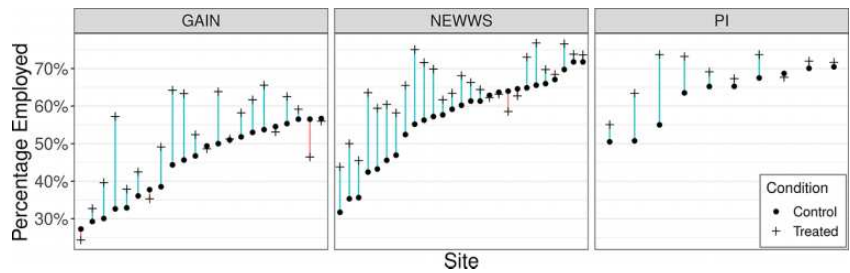 GAIN
NEWWS
PI
Percentage Employed
70%
60%
50%
40%
30%
Condition
Control
Treated
Site